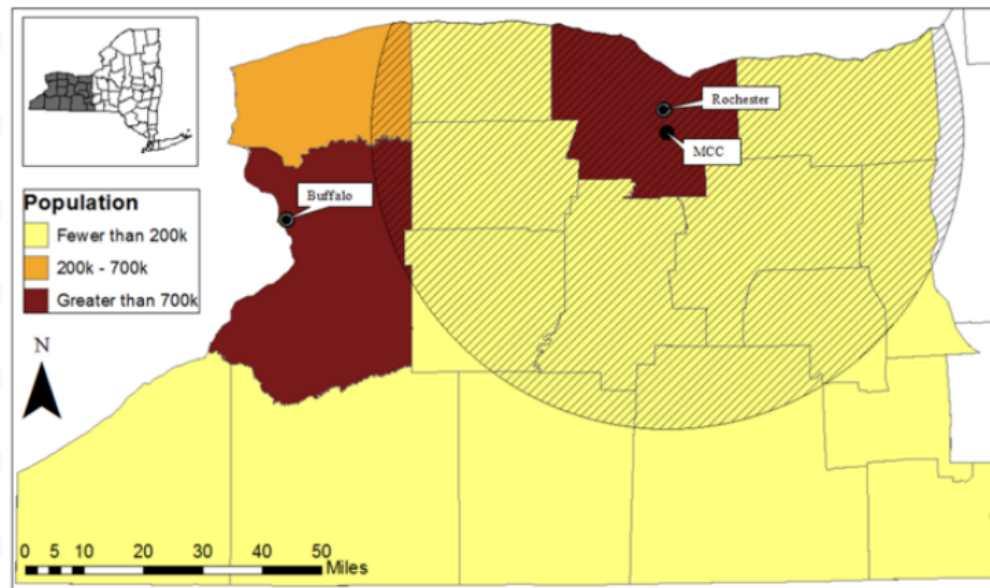 Rochester
MCC
Buffalo
Population
Fewer than 200k
200k - 700k
Greater than 700k
N
0 5 10 20 30 40 50
Miles